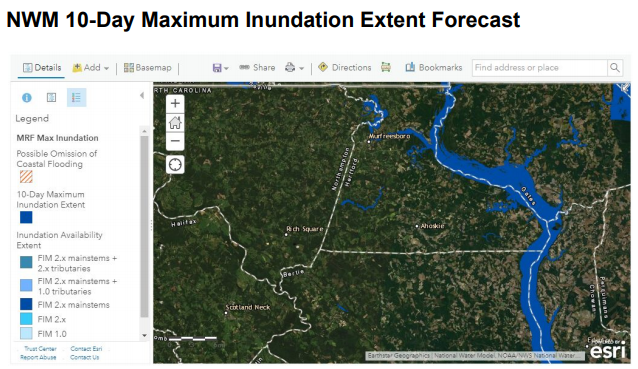 NWM 10-Day Maximum Inundation Extent Forecast
Details Add Basemap Share Directions Bookmarks Find address or place
Legend
MRF Max Inundation
Possible Omission of
Coastal Flooding
10-Day Maximum
Inundation Extent
Inundation Availability
Extent
FIM 2.x mainstems +
2.x tributaries
FIM 2.x mainstems +
1.0 tributaries
FIM 2.x mainstems
FIM 2.x
FIM 1.0
Trust Center Contact Esri
Report Abuse Contact Us
RTH CAROLINA
Murfreesboro
Northampton
Hertford
Gates
Halifax
Rich Square
Ahoskie
Bertie
Perquimans
Chowan
Scotland Neck
omb
Earthstar Geographics | National Water Model, NOAA/NWS National Water ...
POWERED BY
esri